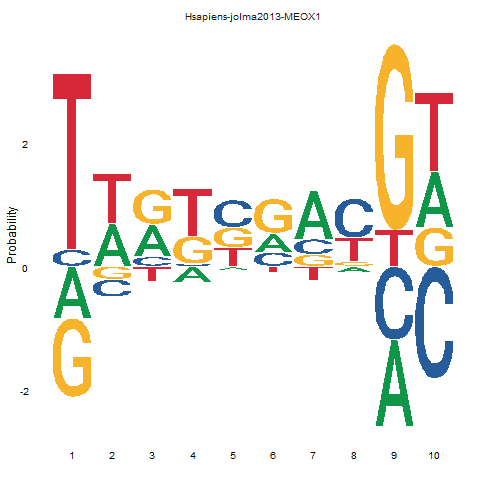 Hsapiens-jolma2013-MEOX1
Probability
2
0
-2
T C A G
T A G C
G A C T
T G A
C G T A
G A C T
A C G T
C T G A
G T C A
T A G C
1 2 3 4 5 6 7 8 9 10